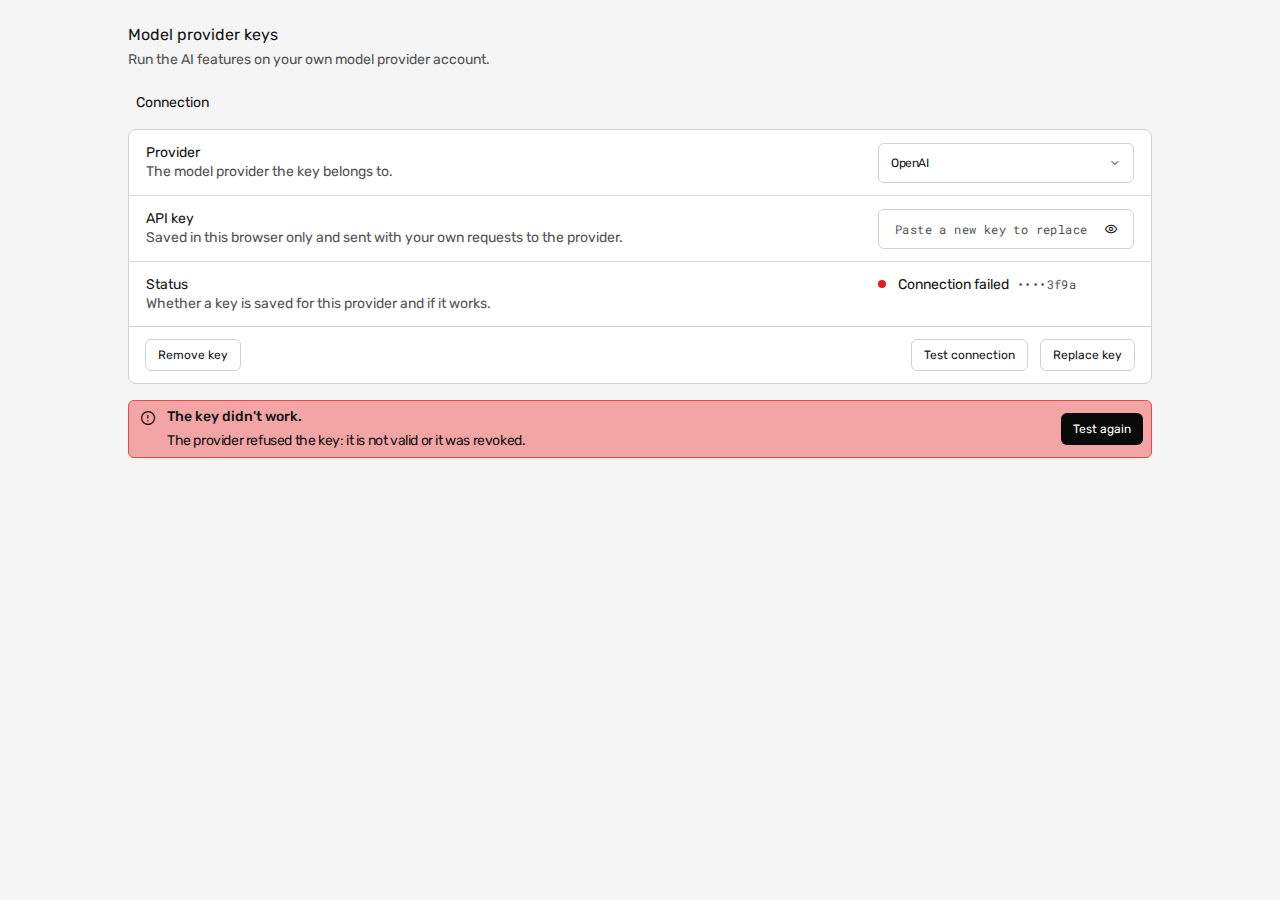 Model provider keys
Run the AI features on your own model provider account.
Connection
Provider
The model provider the key belongs to.
OpenAI
API key
Saved in this browser only and sent with your own requests to the provider.
Paste a new key to replace
Status
Whether a key is saved for this provider and if it works.
Connection failed ····3f9a
Remove key
Test connection
Replace key
The key didn't work.
The provider refused the key: it is not valid or it was revoked.
Test again